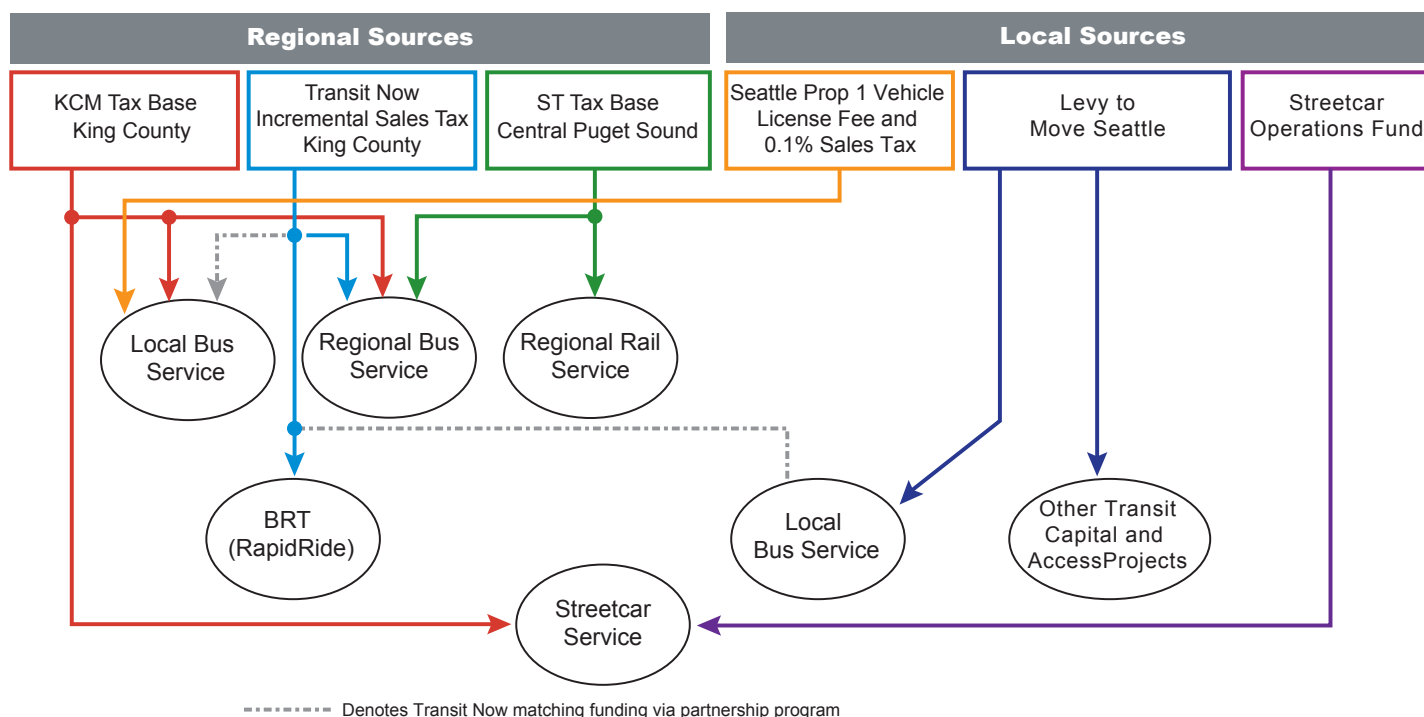 Regional Sources
Local Sources
KCM Tax Base
King County
Transit Now
Incremental Sales Tax
King County
ST Tax Base
Central Puget Sound
Seattle Prop 1 Vehicle
License Fee and
0.1% Sales Tax
Levy to
Move Seattle
Streetcar
Operations Fund
Local Bus
Service
Regional Bus
Service
Regional Rail
Service
BRT
(RapidRide)
Local
Bus Service
Other Transit
Capital and
AccessProjects
Streetcar
Service
Denotes Transit Now matching funding via partnership program